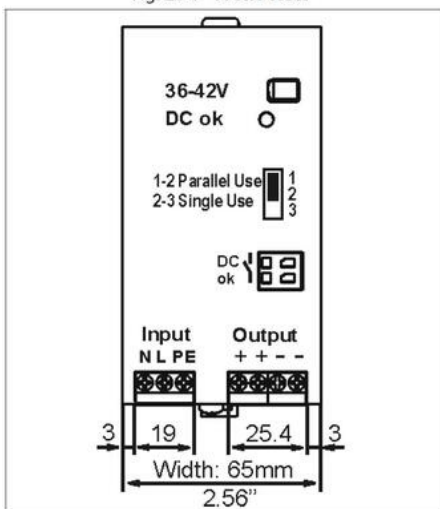 36-42V
DC ok
1-2 Parallel Use 1
2-3 Single Use 2
3
DC
ok
Input Output
N L PE + + - -
3 19 25.4 3
Width: 65mm
2.56"